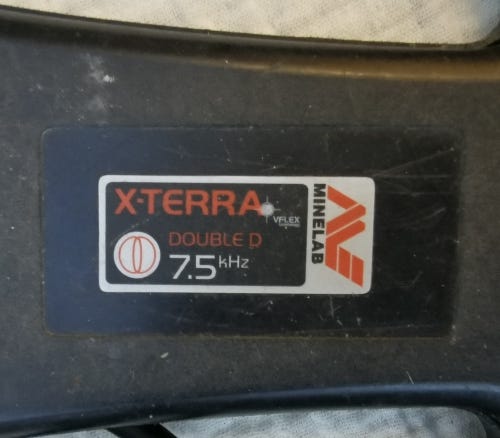 X-TERRA
VFLEX
DOUBLE D
7.5 kHz
MINELAB